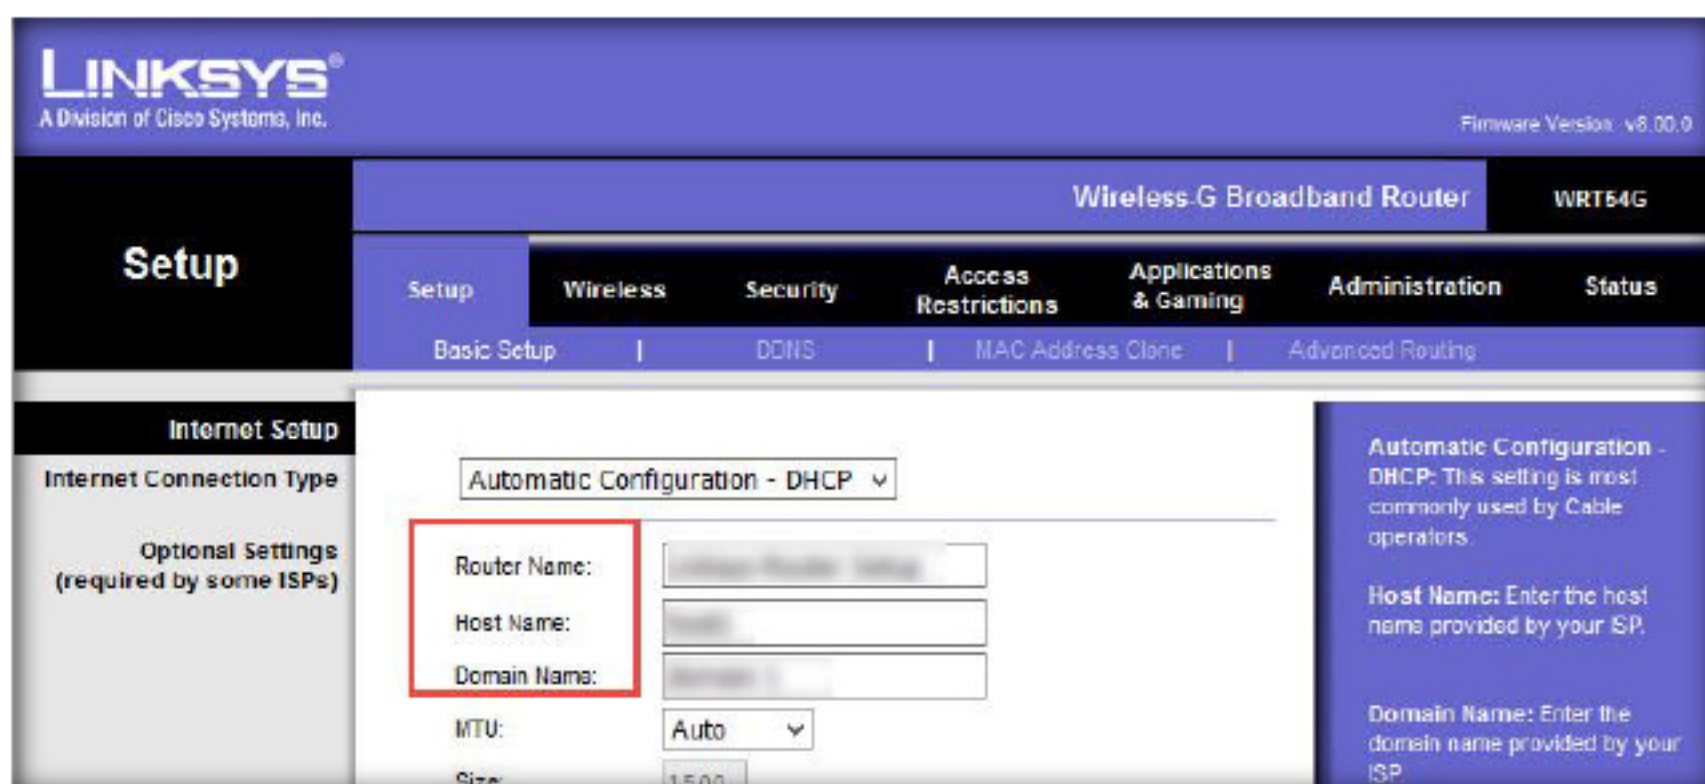 LINKSYS®
A Division of Cisco Systems, Inc.
Firmware Version v8.00.0
Wireless-G Broadband Router
WRT54G
Setup
Setup
Wireless
Security
Access
Restrictions
Applications
& Gaming
Administration
Status
Basic Setup | DDNS | MAC Address Clone | Advanced Routing
Internet Setup
Internet Connection Type
Automatic Configuration - DHCP
Optional Settings
(required by some ISPs)
Router Name:
Host Name:
Domain Name:
MTU:
Auto
Size:
1500
Automatic Configuration -
DHCP: This setting is most
commonly used by Cable
operators.
Host Name: Enter the host
name provided by your ISP.
Domain Name: Enter the
domain name provided by your
ISP.